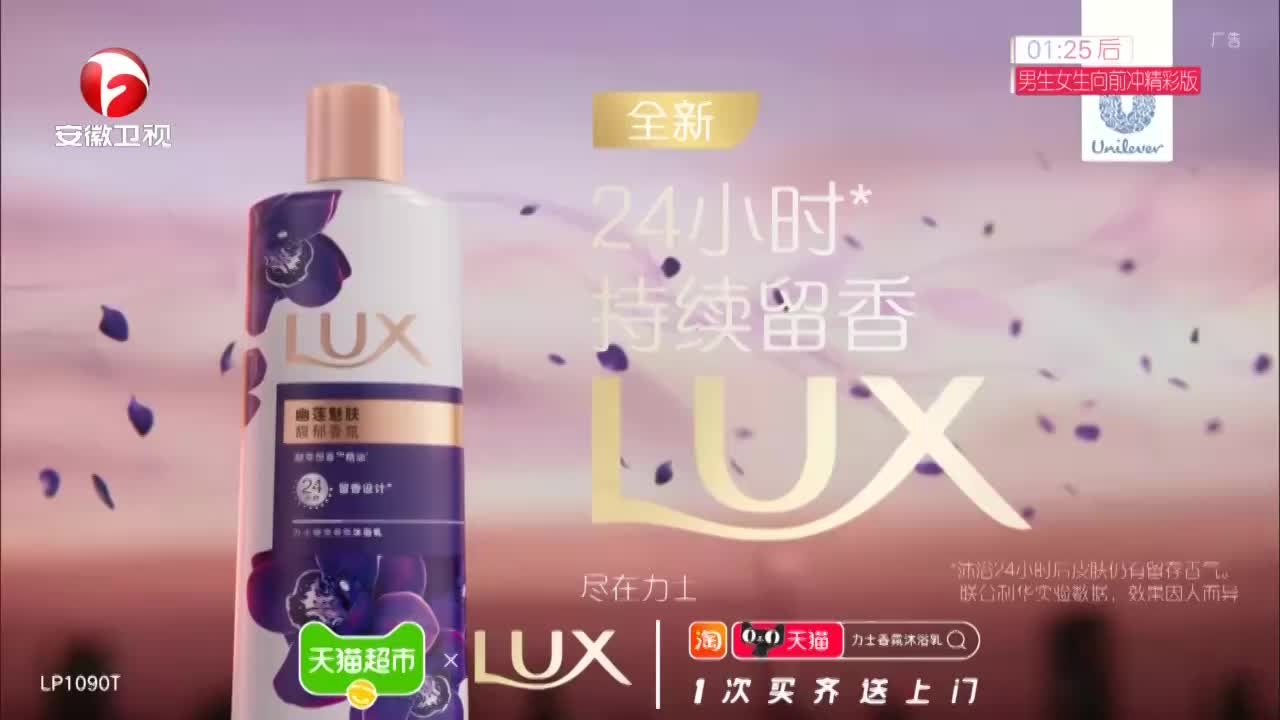 安徽卫视
01:25后
广告
男生女生向前冲精彩版
Unilever
全新
24小时*
持续留香
LUX
LUX
幽莲魅肤
馥郁香氛
24
留香设计*
尽在力士
*沐浴24小时后皮肤仍有留存香气。
联合利华实验数据，效果因人而异
天猫超市
×
LUX
淘
天猫
力士香氛沐浴乳
1次买齐送上门
LP1090T